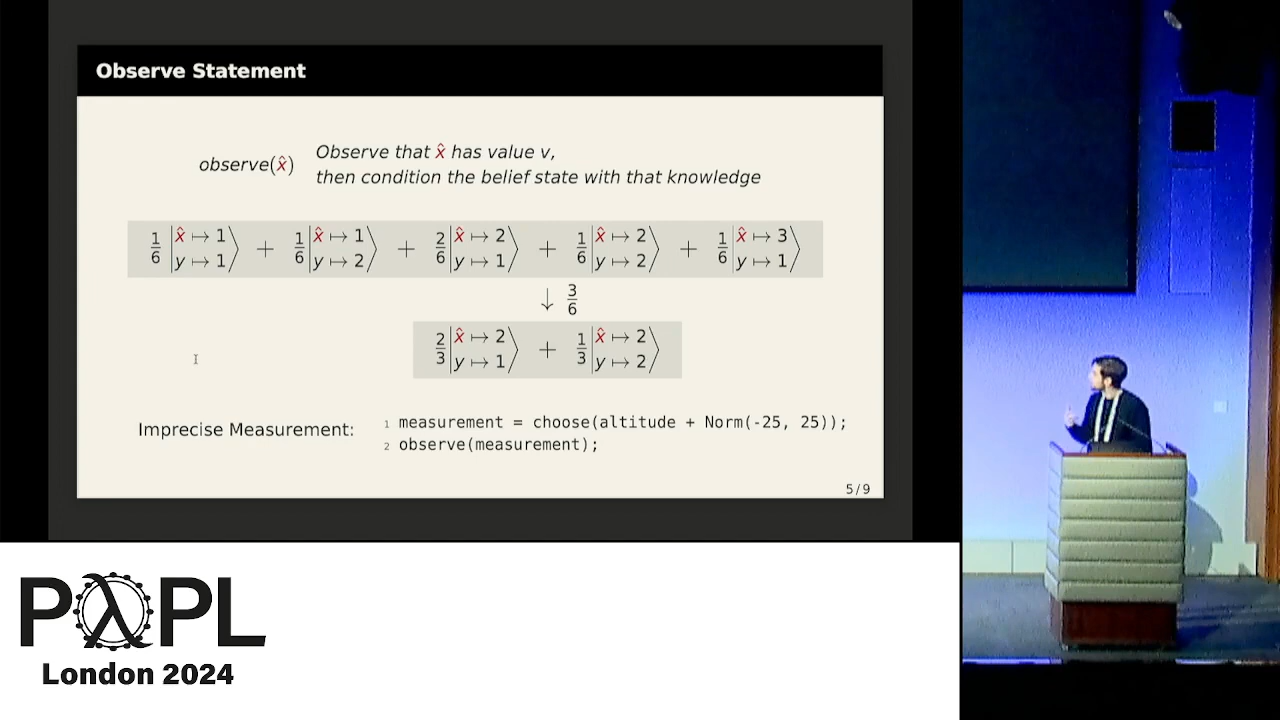 Observe Statement
observe(x̂) Observe that x̂ has value v,
then condition the belief state with that knowledge
1/6 |x̂ ↦ 1, y ↦ 1⟩ + 1/6 |x̂ ↦ 1, y ↦ 2⟩ + 2/6 |x̂ ↦ 2, y ↦ 1⟩ + 1/6 |x̂ ↦ 2, y ↦ 2⟩ + 1/6 |x̂ ↦ 3, y ↦ 1⟩
↓ 3/6
2/3 |x̂ ↦ 2, y ↦ 1⟩ + 1/3 |x̂ ↦ 2, y ↦ 2⟩
Imprecise Measurement: 1 measurement = choose(altitude + Norm(-25, 25));
2 observe(measurement);
5/9
PλPL
London 2024